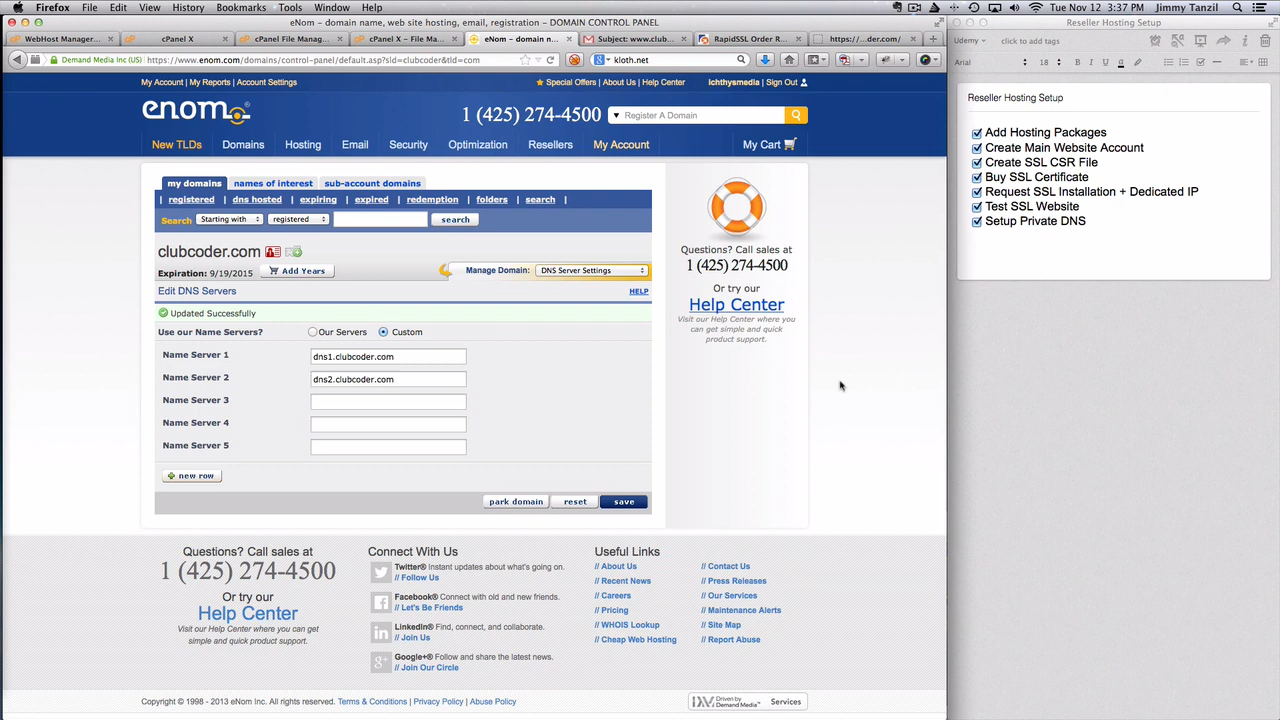 Firefox File Edit View History Bookmarks Tools Window Help
Tue Nov 12 3:37 PM Jimmy Tanzil
eNom - domain name, web site hosting, email, registration - DOMAIN CONTROL PANEL
WebHost Manager...
cPanel X
cPanel File Manag...
cPanel X - File Ma...
eNom - domain n...
Subject: www.club...
RapidSSL Order R...
https://...der.com/
Demand Media Inc (US) https://www.enom.com/domains/control-panel/default.asp?sld=clubcoder&tld=com
kloth.net
My Account | My Reports | Account Settings
Special Offers | About Us | Help Center
Ichthysmedia | Sign Out
enom
1 (425) 274-4500
Register A Domain
New TLDs Domains Hosting Email Security Optimization Resellers My Account My Cart
my domains names of interest sub-account domains
registered | dns hosted | expiring | expired | redemption | folders | search |
Search Starting with registered search
clubcoder.com
Expiration: 9/19/2015 Add Years
Manage Domain: DNS Server Settings
Edit DNS Servers HELP
Updated Successfully
Use our Name Servers? Our Servers Custom
Name Server 1 dns1.clubcoder.com
Name Server 2 dns2.clubcoder.com
Name Server 3
Name Server 4
Name Server 5
new row
park domain reset save
Questions? Call sales at
1 (425) 274-4500
Or try our
Help Center
Visit our Help Center where you
can get simple and quick
product support.
Questions? Call sales at
1 (425) 274-4500
Or try our
Help Center
Visit our Help Center where you can get
simple and quick product support.
Connect With Us
Twitter® Instant updates about what's going on.
// Follow Us
Facebook® Connect with old and new friends.
// Let's Be Friends
LinkedIn® Find, connect, and collaborate.
// Join Us
Google+® Follow and share the latest news.
// Join Our Circle
Useful Links
// About Us
// Recent News
// Careers
// Pricing
// WHOIS Lookup
// Cheap Web Hosting
// Contact Us
// Press Releases
// Our Services
// Maintenance Alerts
// Site Map
// Report Abuse
Copyright © 1998 - 2013 eNom Inc. All rights reserved. Terms & Conditions | Privacy Policy | Abuse Policy
Driven by
Demand Media™ Services
Reseller Hosting Setup
Udemy click to add tags
Arial 18 B I U A
Reseller Hosting Setup
Add Hosting Packages
Create Main Website Account
Create SSL CSR File
Buy SSL Certificate
Request SSL Installation + Dedicated IP
Test SSL Website
Setup Private DNS